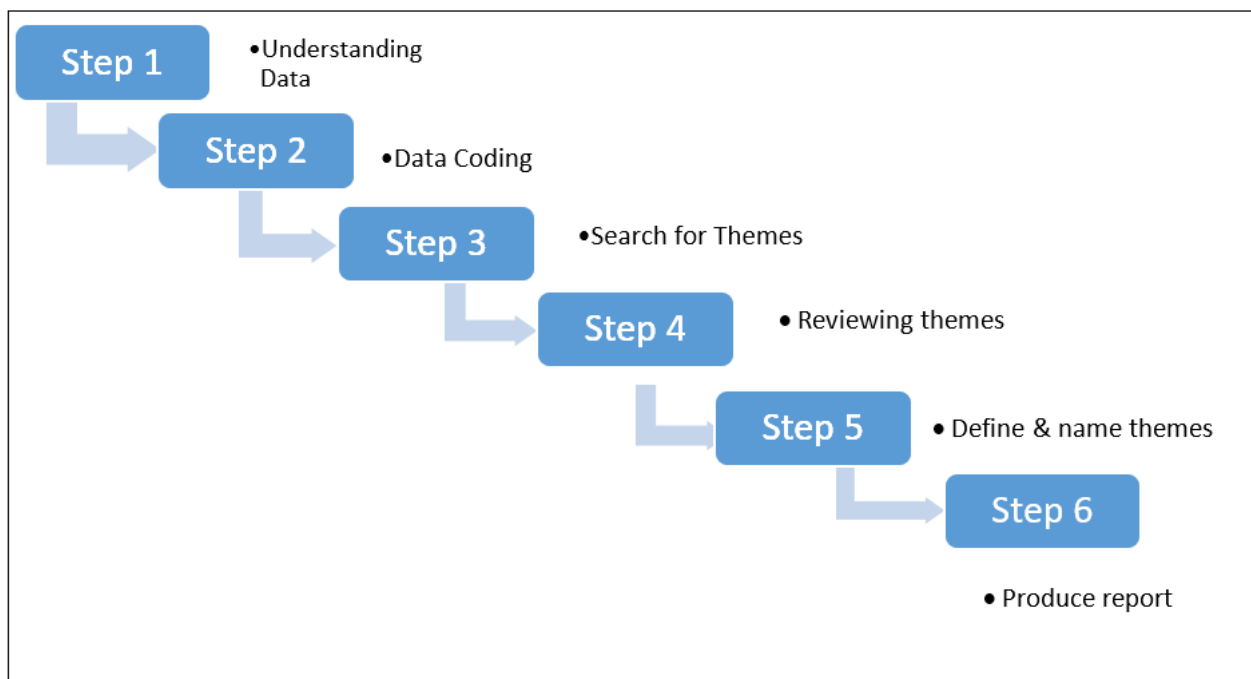 Step 1
•Understanding
Data
Step 2
•Data Coding
Step 3
•Search for Themes
Step 4
• Reviewing themes
Step 5
• Define & name themes
Step 6
• Produce report